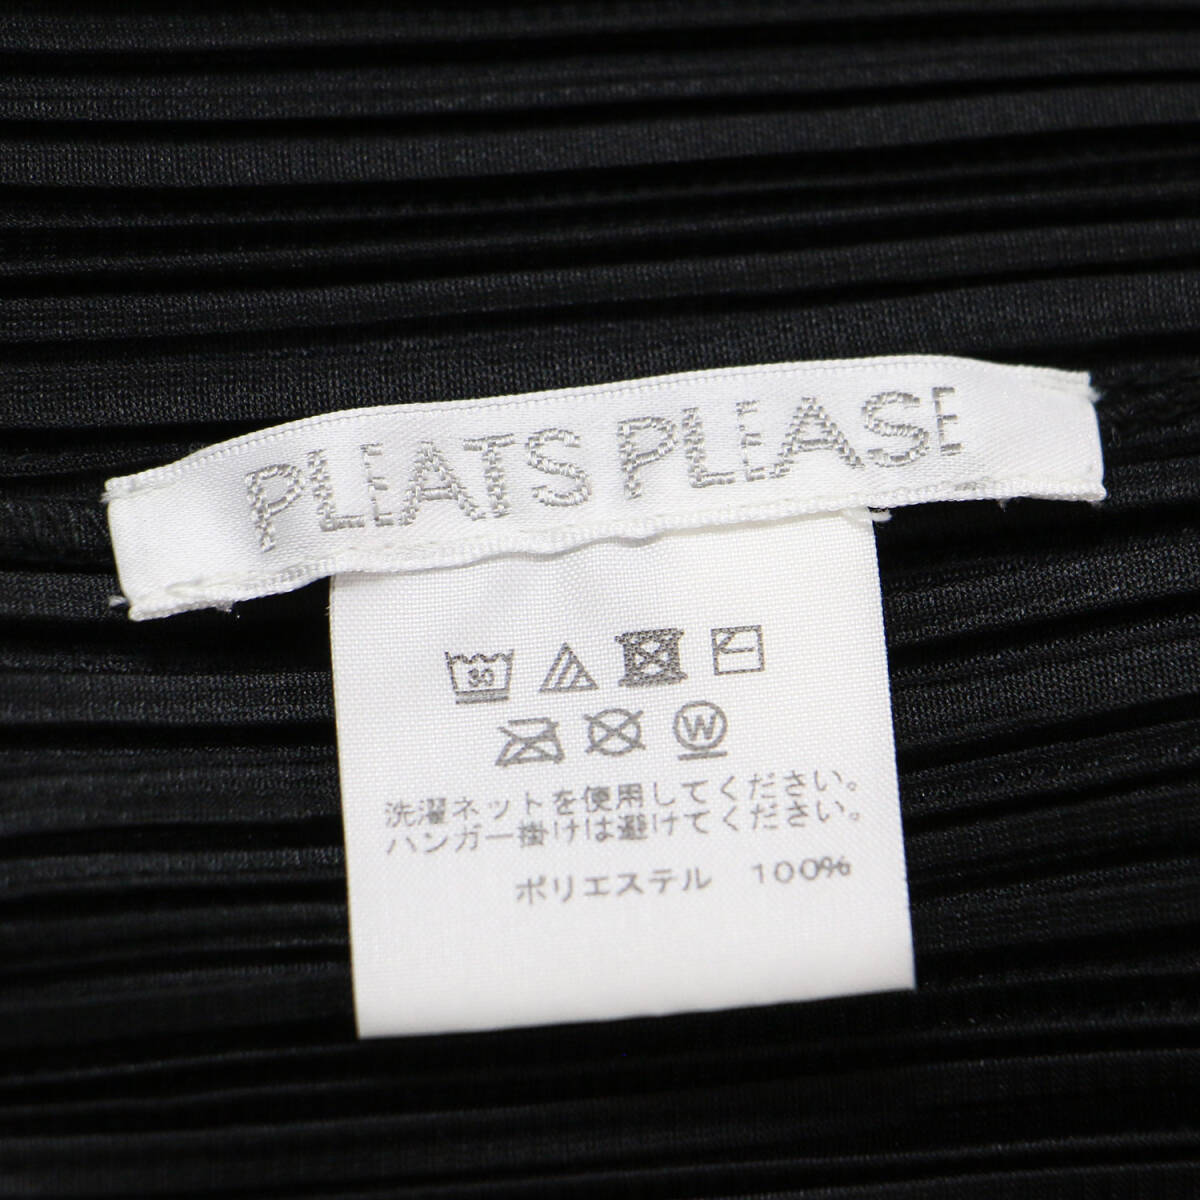 PLEATS PLEASE
30
W
洗濯ネットを使用してください。
ハンガー掛けは避けてください。
ポリエステル 100%